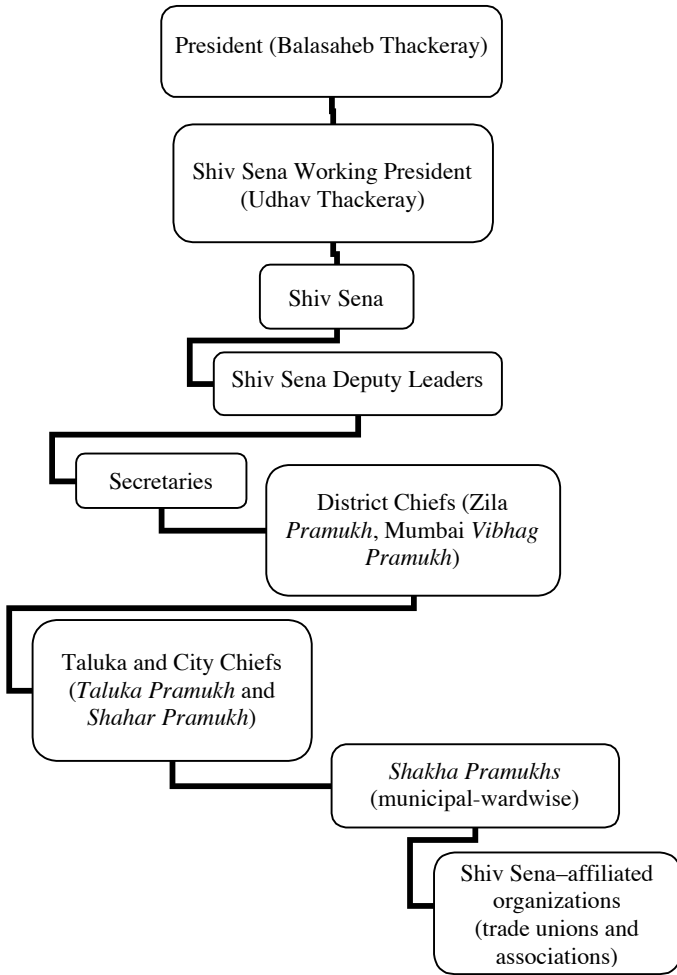 President (Balasaheb Thackeray)
Shiv Sena Working President
(Udhav Thackeray)
Shiv Sena
Shiv Sena Deputy Leaders
Secretaries
District Chiefs (Zila
Pramukh, Mumbai Vibhag
Pramukh)
Taluka and City Chiefs
(Taluka Pramukh and
Shahar Pramukh)
Shakha Pramukhs
(municipal-wardwise)
Shiv Sena–affiliated
organizations
(trade unions and
associations)